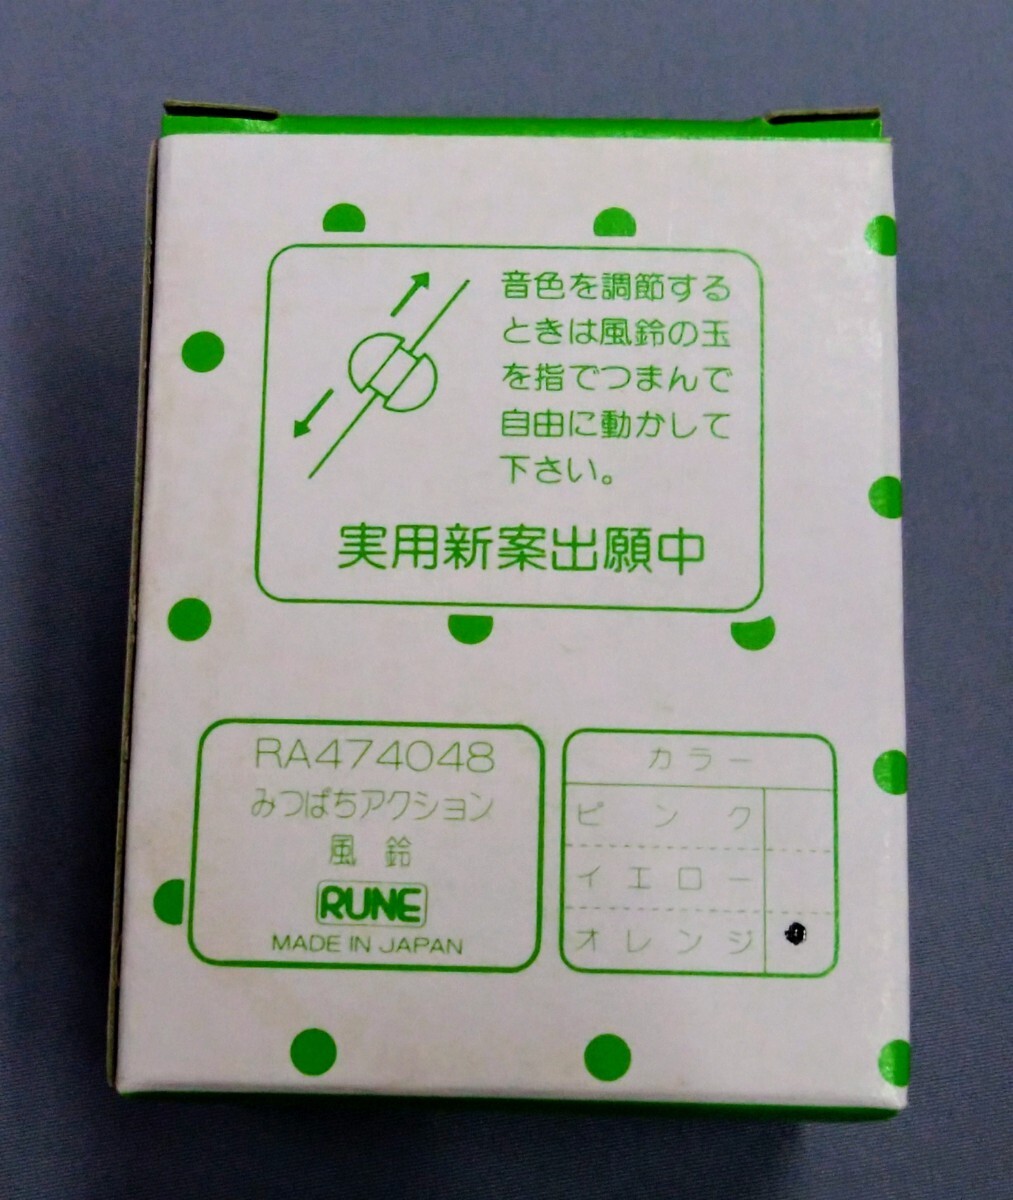 音色を調節する
ときは風鈴の玉
を指でつまんで
自由に動かして
下さい。
実用新案出願中
RA474048
みつばちアクション
風鈴
RUNE
MADE IN JAPAN
カラー
ピンク
イエロー
オレンジ